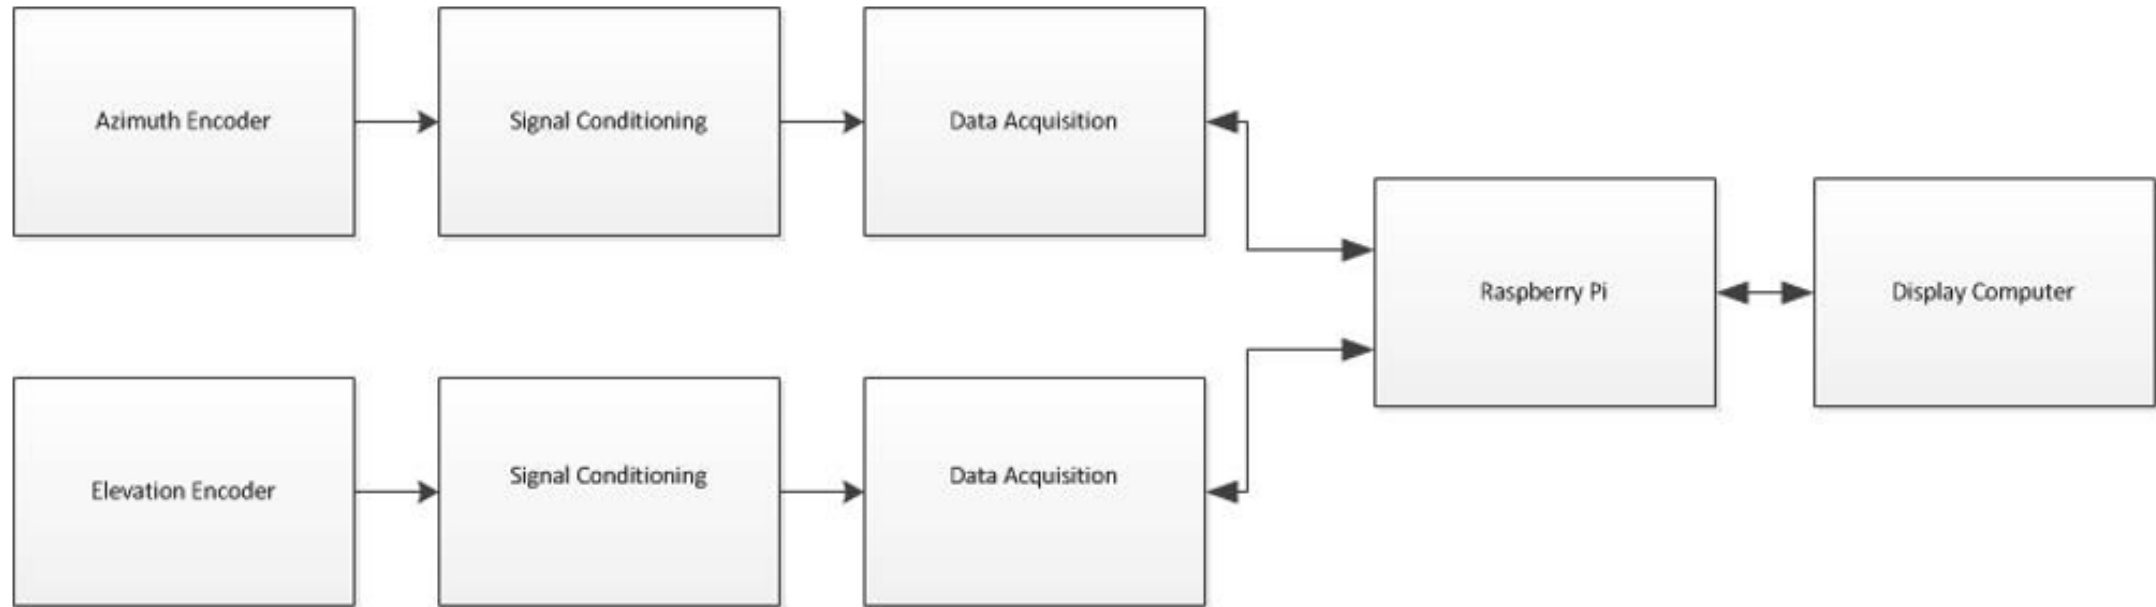 Azimuth Encoder
Signal Conditioning
Data Acquisition
Raspberry Pi
Display Computer
Elevation Encoder
Signal Conditioning
Data Acquisition